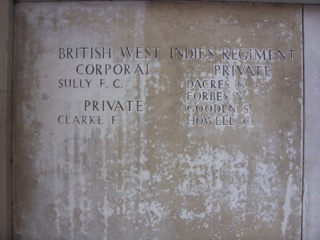 BRITISH WEST INDIES REGIMENT
CORPORAL
SULLY F. C.
PRIVATE
CLARKE F.
PRIVATE
DACRES G.
FORBES N.
GOODEN S.
HOWELL C.